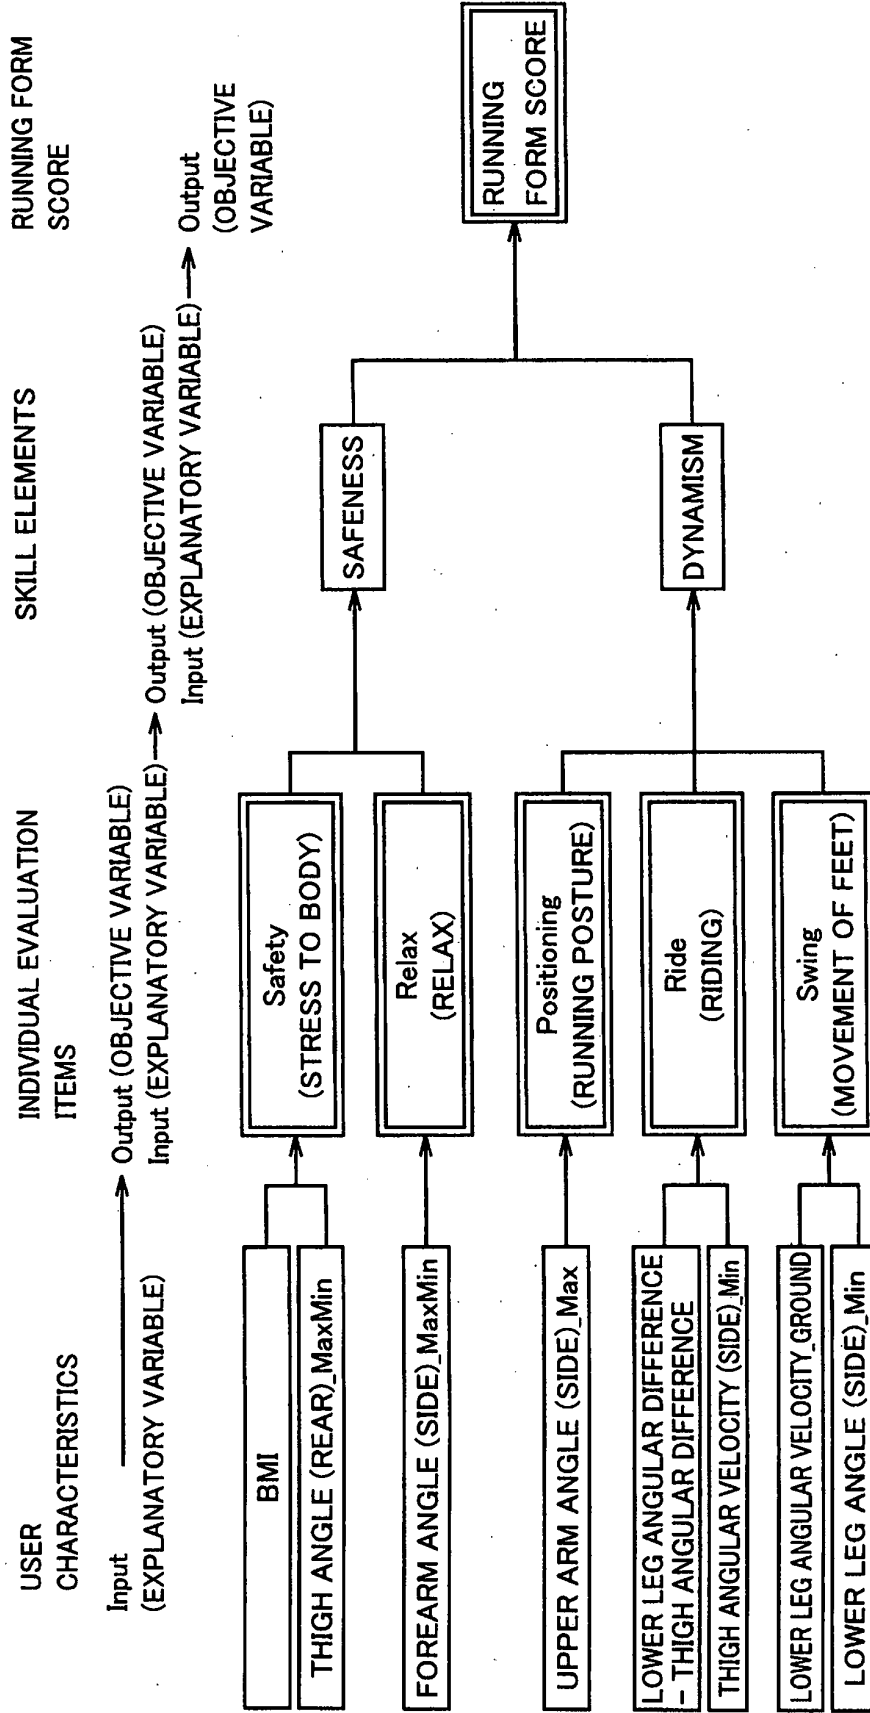 USER
CHARACTERISTICS
INDIVIDUAL EVALUATION
ITEMS
SKILL ELEMENTS
RUNNING FORM
SCORE
Input
(EXPLANATORY VARIABLE)
Output (OBJECTIVE VARIABLE)
Input (EXPLANATORY VARIABLE)
Output (OBJECTIVE VARIABLE)
Input (EXPLANATORY VARIABLE)
Output
(OBJECTIVE
VARIABLE)
BMI
THIGH ANGLE (REAR)_MaxMin
Safety
(STRESS TO BODY)
FOREARM ANGLE (SIDE)_MaxMin
Relax
(RELAX)
SAFENESS
UPPER ARM ANGLE (SIDE)_Max
Positioning
(RUNNING POSTURE)
LOWER LEG ANGULAR DIFFERENCE
- THIGH ANGULAR DIFFERENCE
THIGH ANGULAR VELOCITY (SIDE)_Min
Ride
(RIDING)
LOWER LEG ANGULAR VELOCITY_GROUND
LOWER LEG ANGLE (SIDE)_Min
Swing
(MOVEMENT OF FEET)
DYNAMISM
RUNNING
FORM SCORE